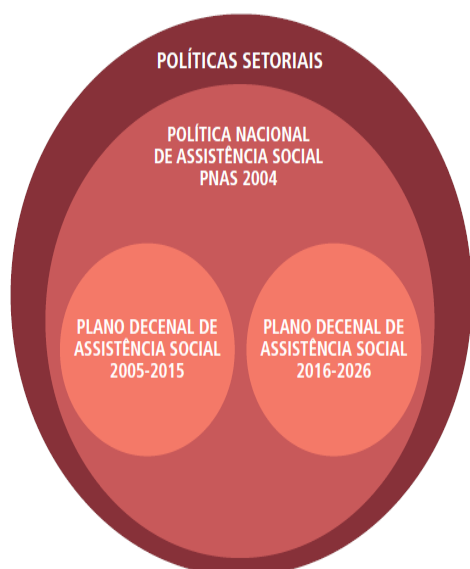 POLÍTICAS SETORIAIS
POLÍTICA NACIONAL
DE ASSISTÊNCIA SOCIAL
PNAS 2004
PLANO DECENAL DE
ASSISTÊNCIA SOCIAL
2005-2015
PLANO DECENAL DE
ASSISTÊNCIA SOCIAL
2016-2026